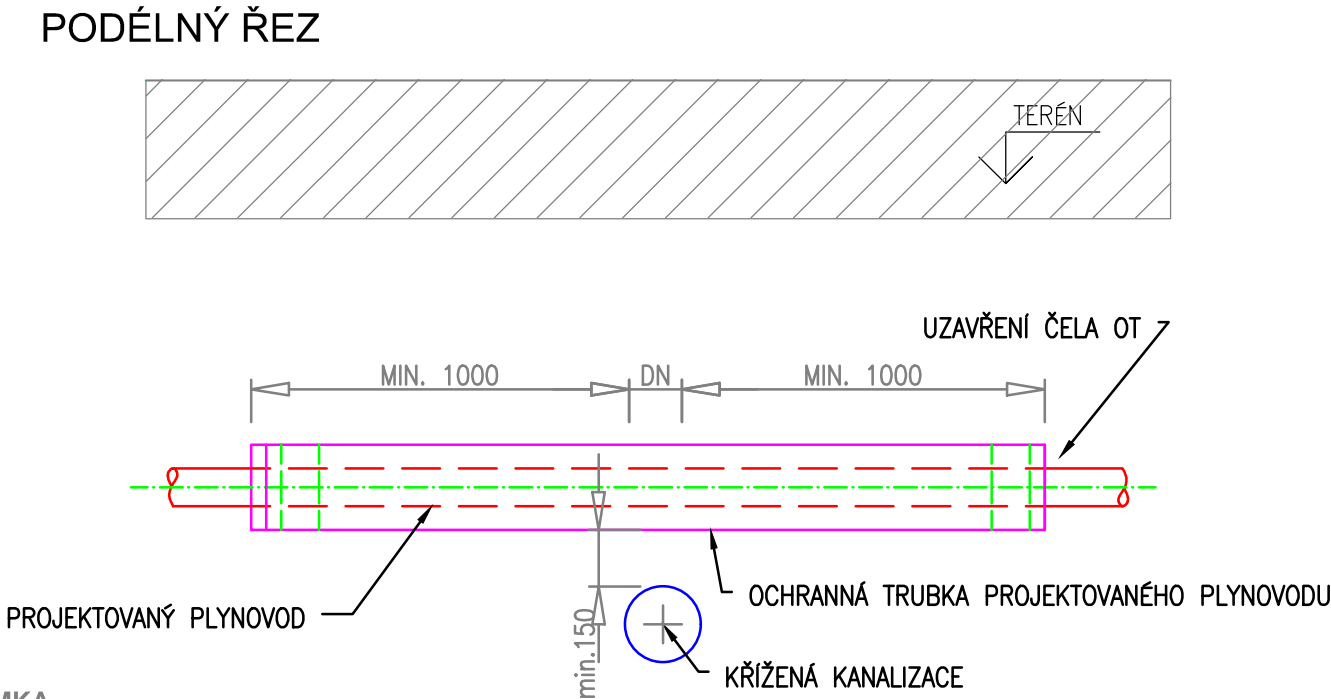 PODÉLNÝ ŘEZ
TERÉN
UZAVŘENÍ ČELA OT
MIN. 1000
DN
MIN. 1000
OCHRANNÁ TRUBKA PROJEKTOVANÉHO PLYNOVODU
PROJEKTOVANÝ PLYNOVOD
min.150
KŘÍŽENÁ KANALIZACE